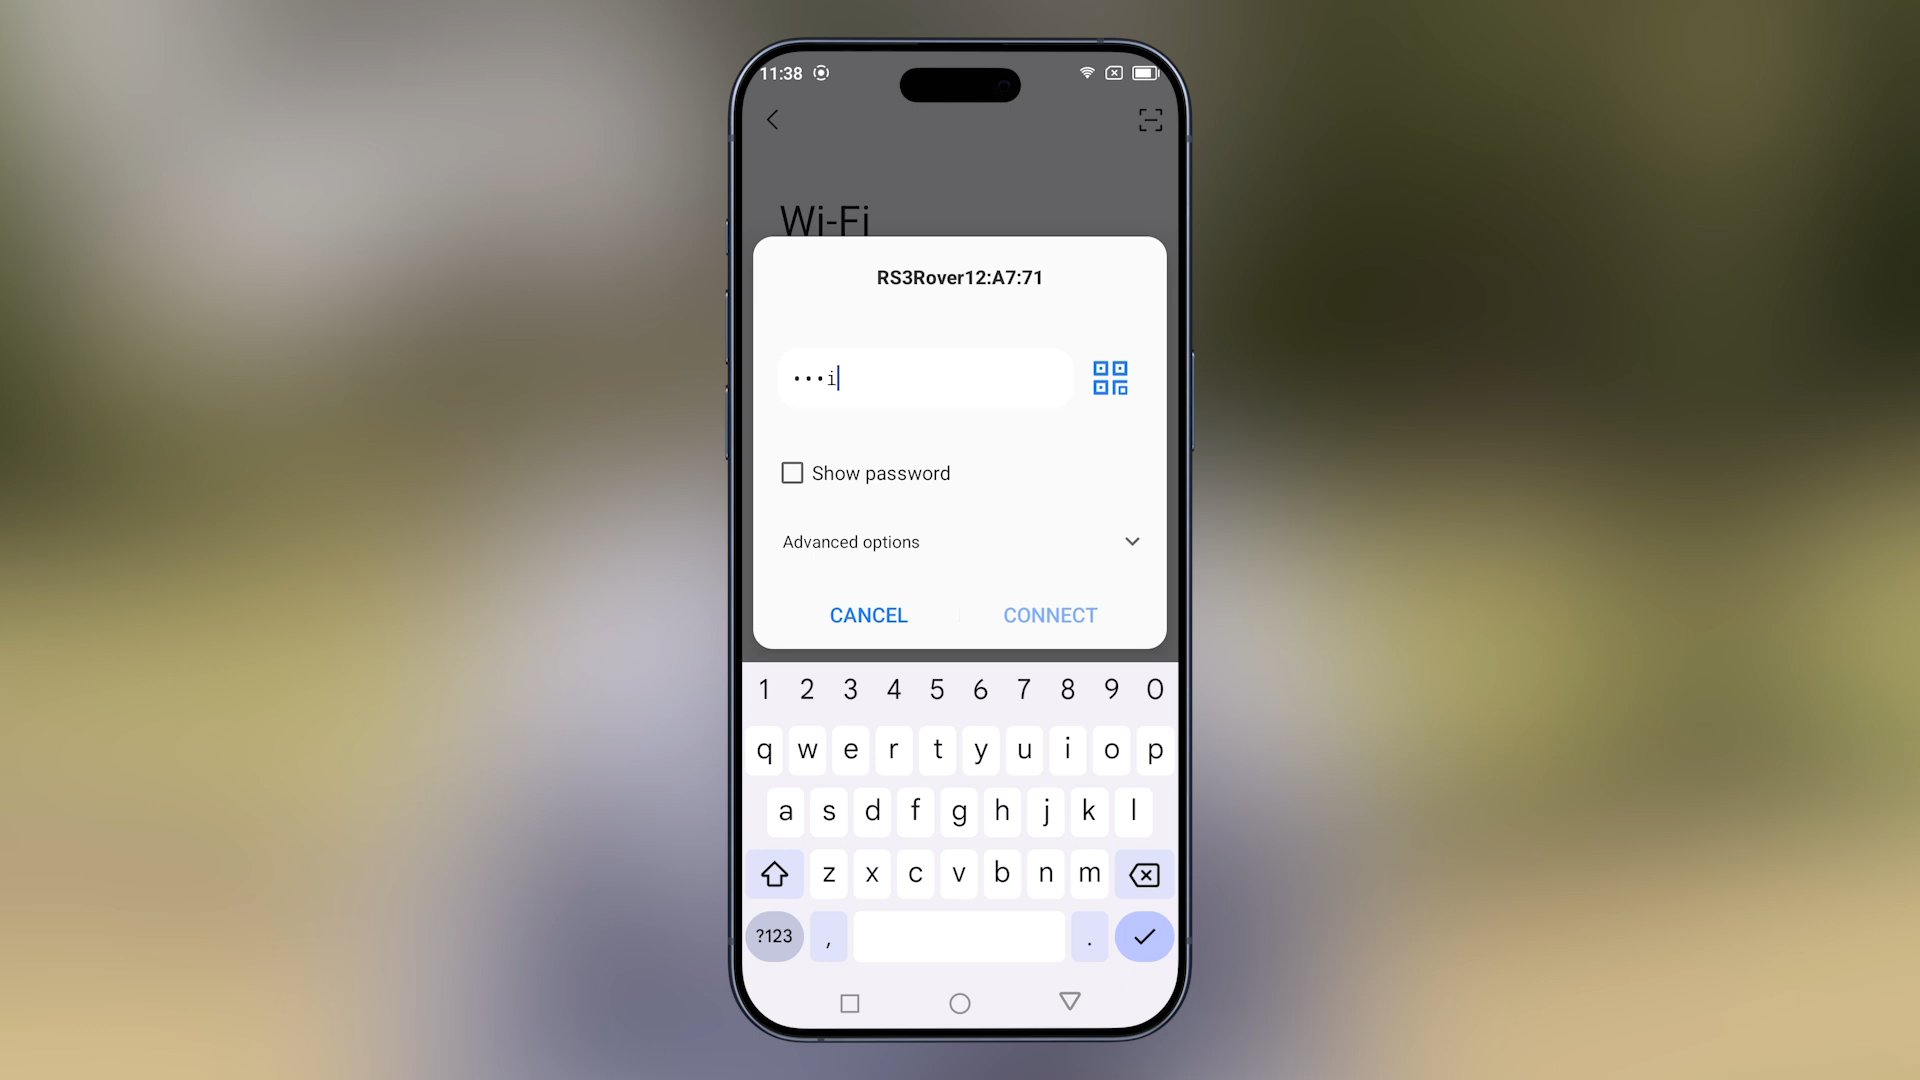 11:38
Wi-Fi
RS3Rover12:A7:71
•••i
Show password
Advanced options
CANCEL CONNECT
1 2 3 4 5 6 7 8 9 0
q w e r t y u i o p
a s d f g h j k l
z x c v b n m
?123 , .